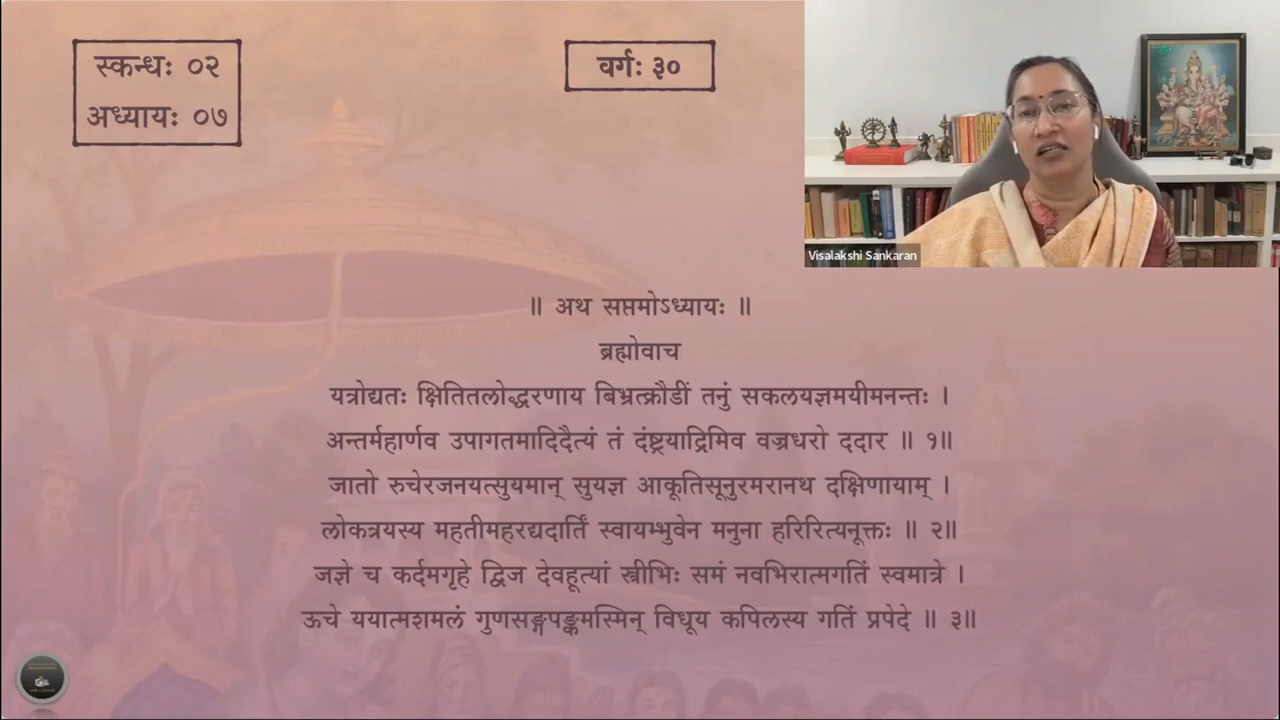 स्कन्धः ०२
अध्यायः ०७
वर्गः ३०
Visalakshi Sankaran
॥ अथ सप्तमोऽध्यायः ॥
ब्रह्मोवाच
यत्रोद्यतः क्षितितलोद्धरणाय बिभ्रत्क्रौडीं तनुं सकलयज्ञमयीमनन्तः ।
अन्तर्महार्णव उपागतमादिदैत्यं तं दंष्ट्रयाद्रिमिव वज्रधरो ददार ॥ १॥
जातो रुचेरजनयत्सुयमान् सुयज्ञ आकूतिसूनुरमरानथ दक्षिणायाम् ।
लोकत्रयस्य महतीमहरद्यदार्तिं स्वायम्भुवेन मनुना हरिरित्यनूक्तः ॥ २॥
जज्ञे च कर्दमगृहे द्विज देवहूत्यां स्त्रीभिः समं नवभिरात्मगतिं स्वमात्रे ।
ऊचे ययात्मशमलं गुणसङ्गपङ्कमस्मिन् विधूय कपिलस्य गतिं प्रपेदे ॥ ३॥